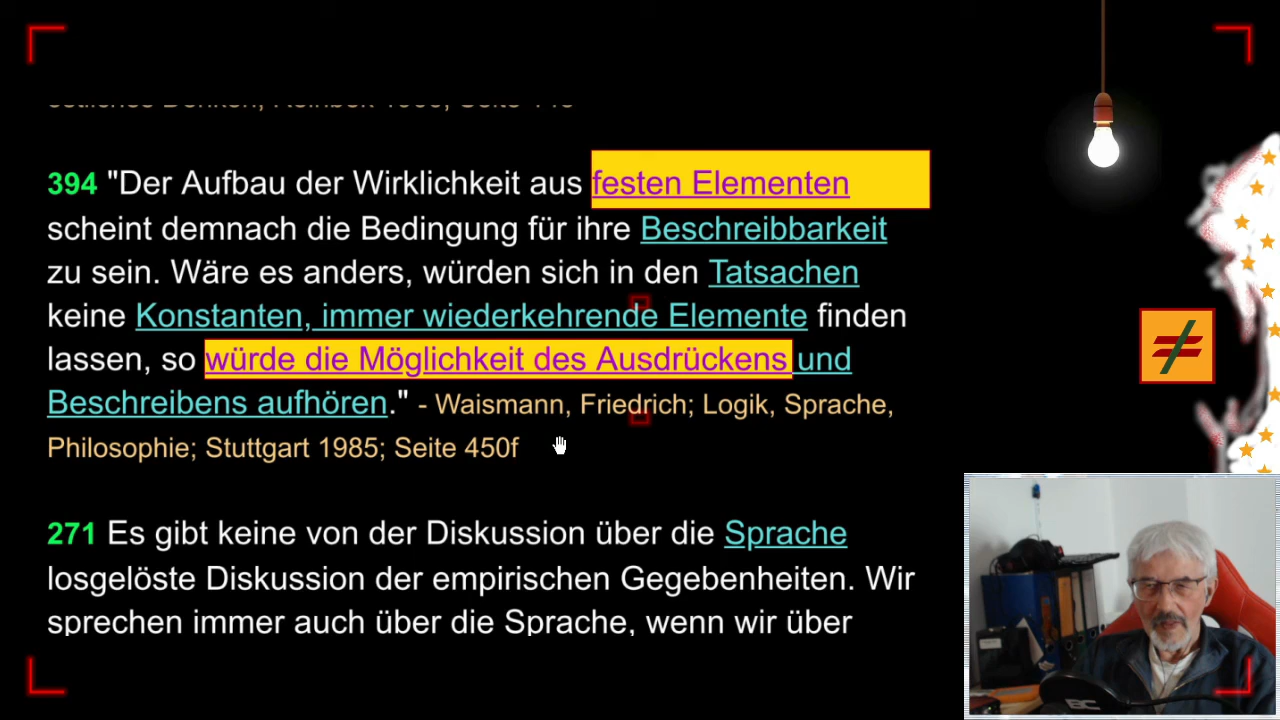 394 "Der Aufbau der Wirklichkeit aus festen Elementen
scheint demnach die Bedingung für ihre Beschreibbarkeit
zu sein. Wäre es anders, würden sich in den Tatsachen
keine Konstanten, immer wiederkehrende Elemente finden
lassen, so würde die Möglichkeit des Ausdrückens und
Beschreibens aufhören." - Waismann, Friedrich; Logik, Sprache,
Philosophie; Stuttgart 1985; Seite 450f
271 Es gibt keine von der Diskussion über die Sprache
losgelöste Diskussion der empirischen Gegebenheiten. Wir
sprechen immer auch über die Sprache, wenn wir über